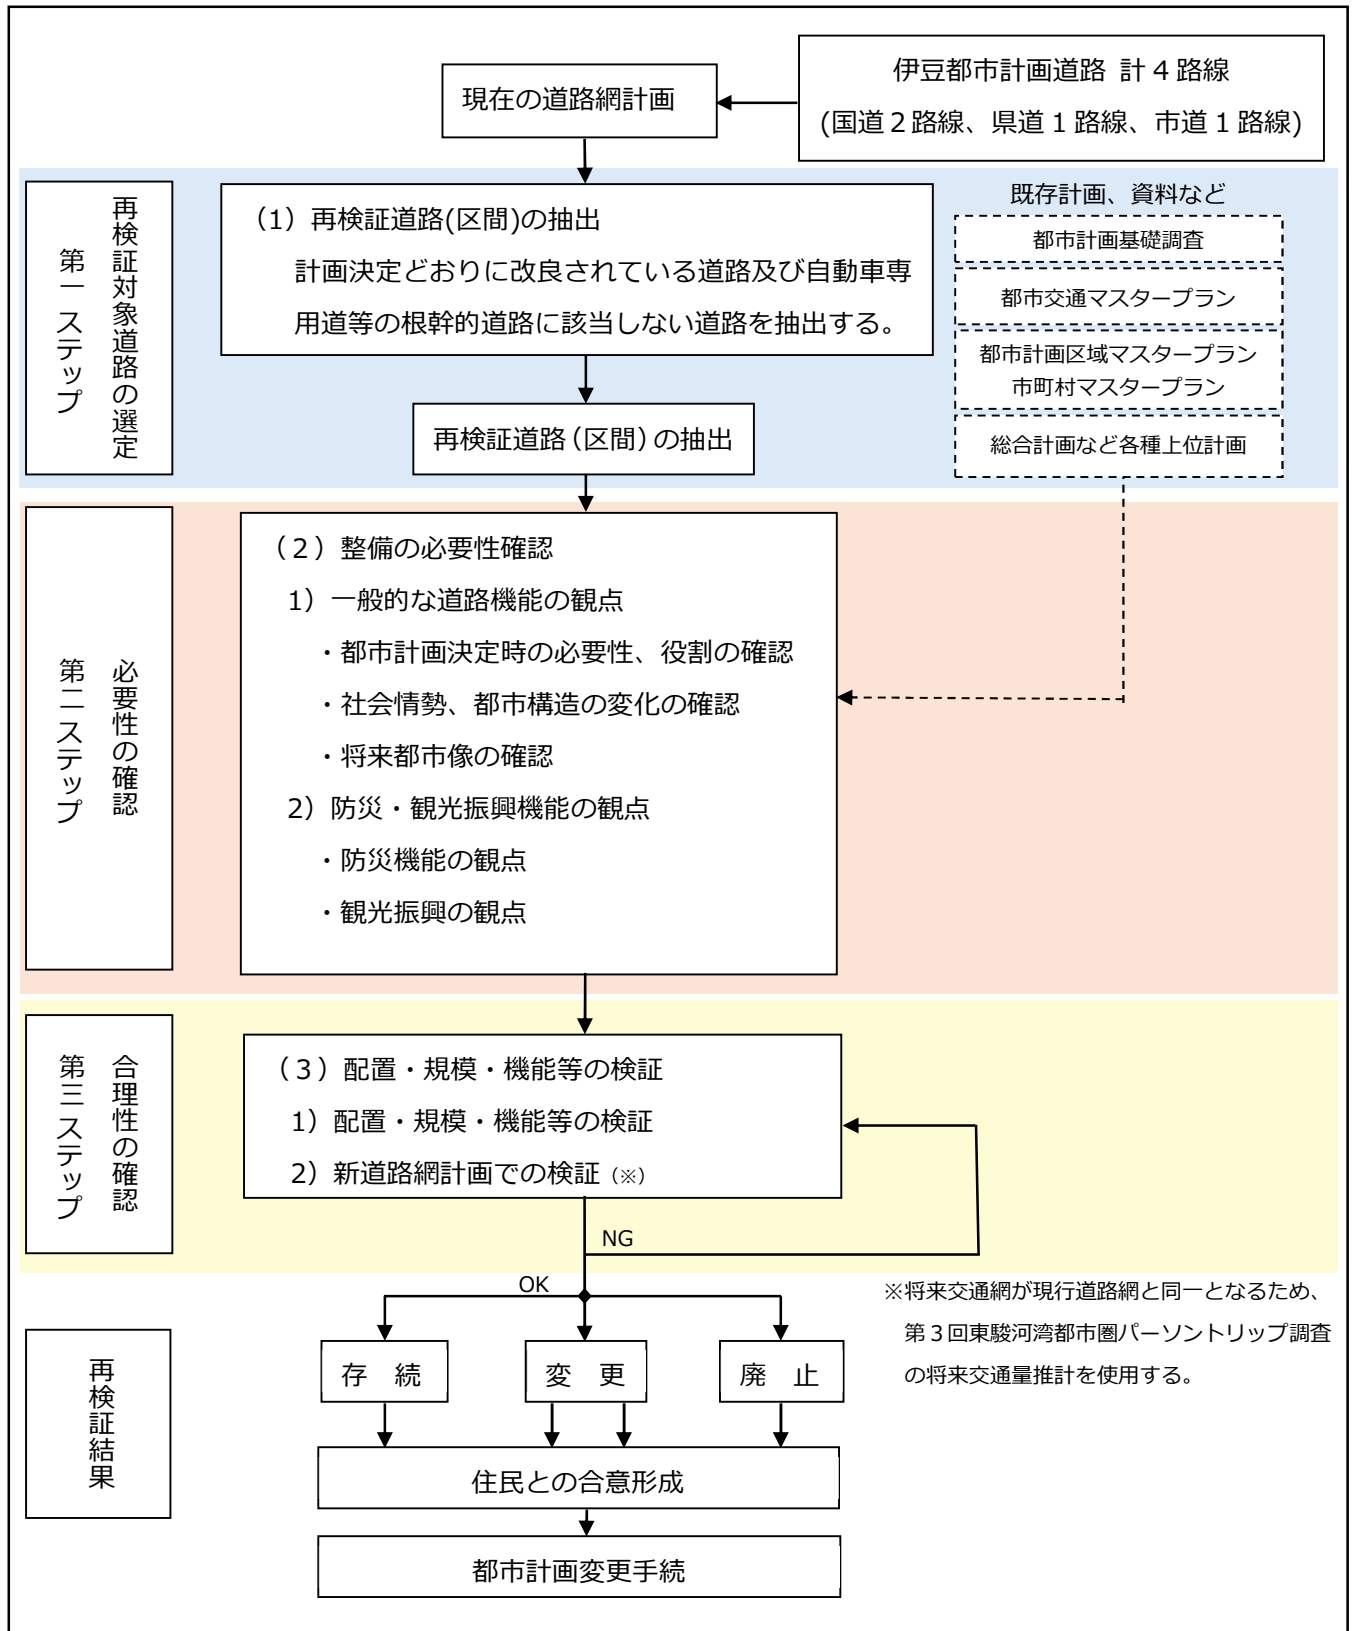 現在の道路網計画
伊豆都市計画道路 計４路線
(国道２路線、県道１路線、市道１路線)
再検証対象道路の選定
第一ステップ
（1）再検証道路(区間)の抽出
計画決定どおりに改良されている道路及び自動車専
用道等の根幹的道路に該当しない道路を抽出する。
再検証道路（区間）の抽出
既存計画、資料など
都市計画基礎調査
都市交通マスタープラン
都市計画区域マスタープラン
市町村マスタープラン
総合計画など各種上位計画
必要性の確認
第二ステップ
（２）整備の必要性確認
1）一般的な道路機能の観点
・都市計画決定時の必要性、役割の確認
・社会情勢、都市構造の変化の確認
・将来都市像の確認
2）防災・観光振興機能の観点
・防災機能の観点
・観光振興の観点
合理性の確認
第三ステップ
（３）配置・規模・機能等の検証
1）配置・規模・機能等の検証
2）新道路網計画での検証（※）
NG
OK
※将来交通網が現行道路網と同一となるため、
第３回東駿河湾都市圏パーソントリップ調査
の将来交通量推計を使用する。
再検証結果
存　続
変　更
廃　止
住民との合意形成
都市計画変更手続